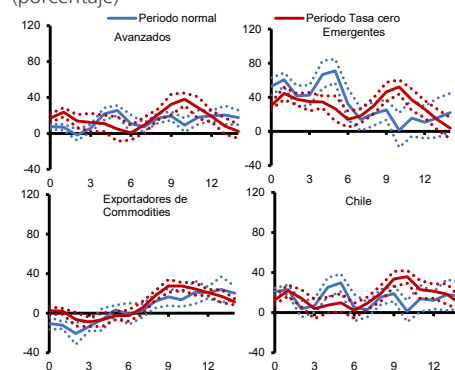 (porcentaje)
Periodo normal
Periodo Tasa cero
Avanzados
Emergentes
120
80
40
0
-40
0 3 6 9 12
120
80
40
0
-40
0 3 6 9 12
Exportadores de
Commodities
Chile
120
80
40
0
-40
0 3 6 9 12
120
80
40
0
-40
0 3 6 9 12